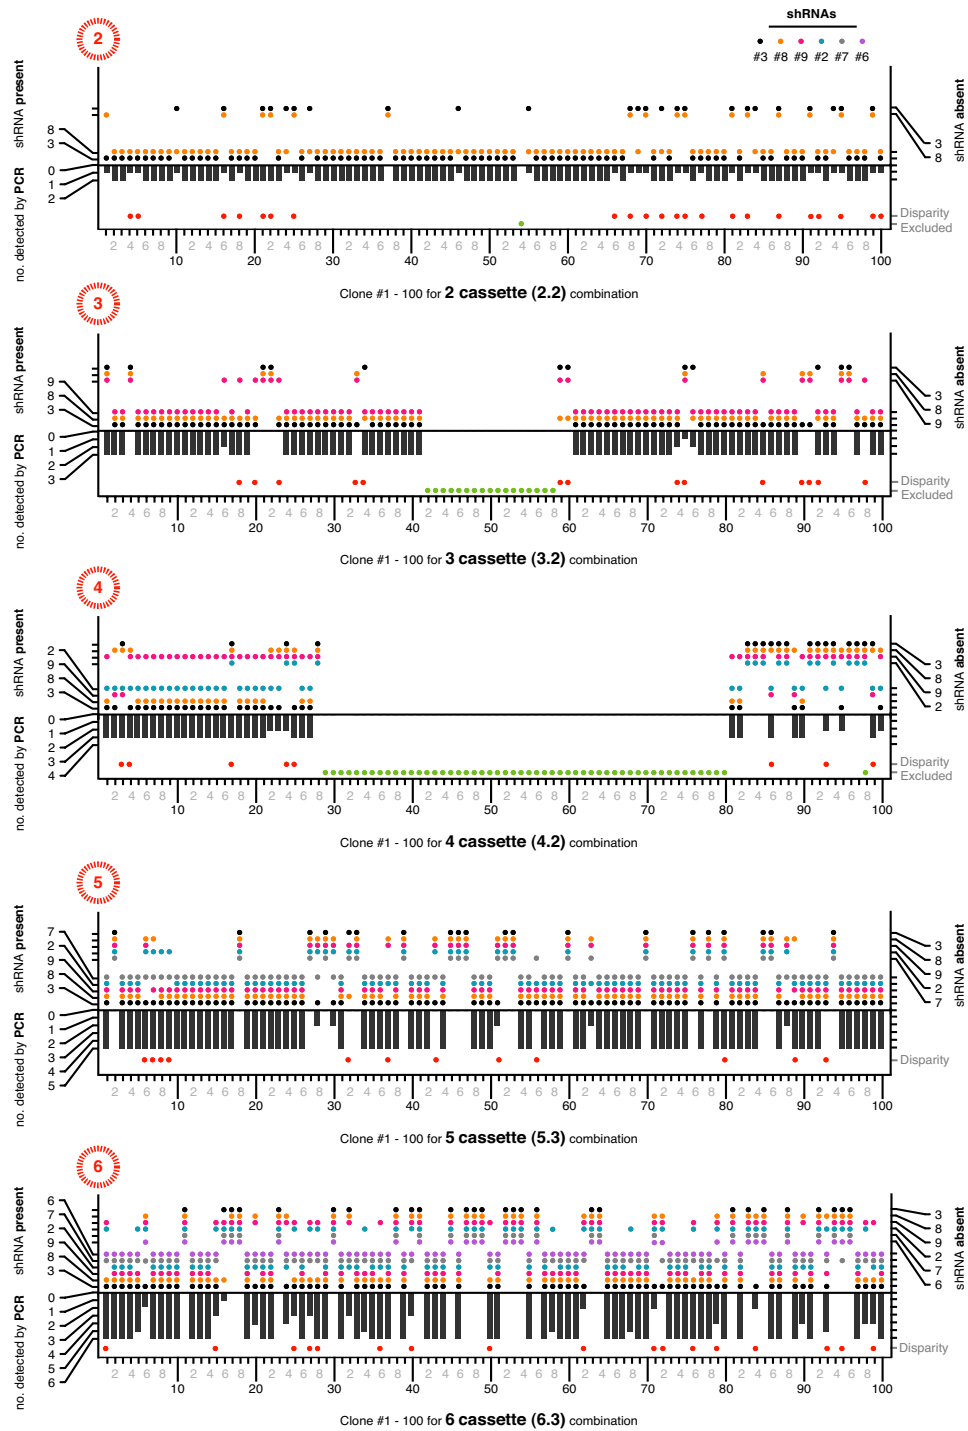 shRNAs
#3 #8 #9 #2 #7 #6
2
shRNA present
8
3
0
1
2
no. detected by PCR
3
8
shRNA absent
Disparity
Excluded
2 4 6 8 2 4 6 8 2 4 6 8 2 4 6 8 2 4 6 8 2 4 6 8 2 4 6 8 2 4 6 8 2 4 6 8 2 4 6 8
10 20 30 40 50 60 70 80 90 100
Clone #1 - 100 for 2 cassette (2.2) combination
3
shRNA present
9
8
3
0
1
2
3
no. detected by PCR
3
8
9
shRNA absent
Disparity
Excluded
2 4 6 8 2 4 6 8 2 4 6 8 2 4 6 8 2 4 6 8 2 4 6 8 2 4 6 8 2 4 6 8 2 4 6 8 2 4 6 8
10 20 30 40 50 60 70 80 90 100
Clone #1 - 100 for 3 cassette (3.2) combination
4
shRNA present
2
9
8
3
0
1
2
3
4
no. detected by PCR
3
8
9
2
shRNA absent
Disparity
Excluded
2 4 6 8 2 4 6 8 2 4 6 8 2 4 6 8 2 4 6 8 2 4 6 8 2 4 6 8 2 4 6 8 2 4 6 8 2 4 6 8
10 20 30 40 50 60 70 80 90 100
Clone #1 - 100 for 4 cassette (4.2) combination
5
shRNA present
7
2
9
8
3
0
1
2
3
4
5
no. detected by PCR
3
8
9
2
7
shRNA absent
Disparity
2 4 6 8 2 4 6 8 2 4 6 8 2 4 6 8 2 4 6 8 2 4 6 8 2 4 6 8 2 4 6 8 2 4 6 8 2 4 6 8
10 20 30 40 50 60 70 80 90 100
Clone #1 - 100 for 5 cassette (5.3) combination
6
shRNA present
6
7
2
9
8
3
0
1
2
3
4
5
6
no. detected by PCR
3
8
9
2
7
6
shRNA absent
Disparity
2 4 6 8 2 4 6 8 2 4 6 8 2 4 6 8 2 4 6 8 2 4 6 8 2 4 6 8 2 4 6 8 2 4 6 8 2 4 6 8
10 20 30 40 50 60 70 80 90 100
Clone #1 - 100 for 6 cassette (6.3) combination